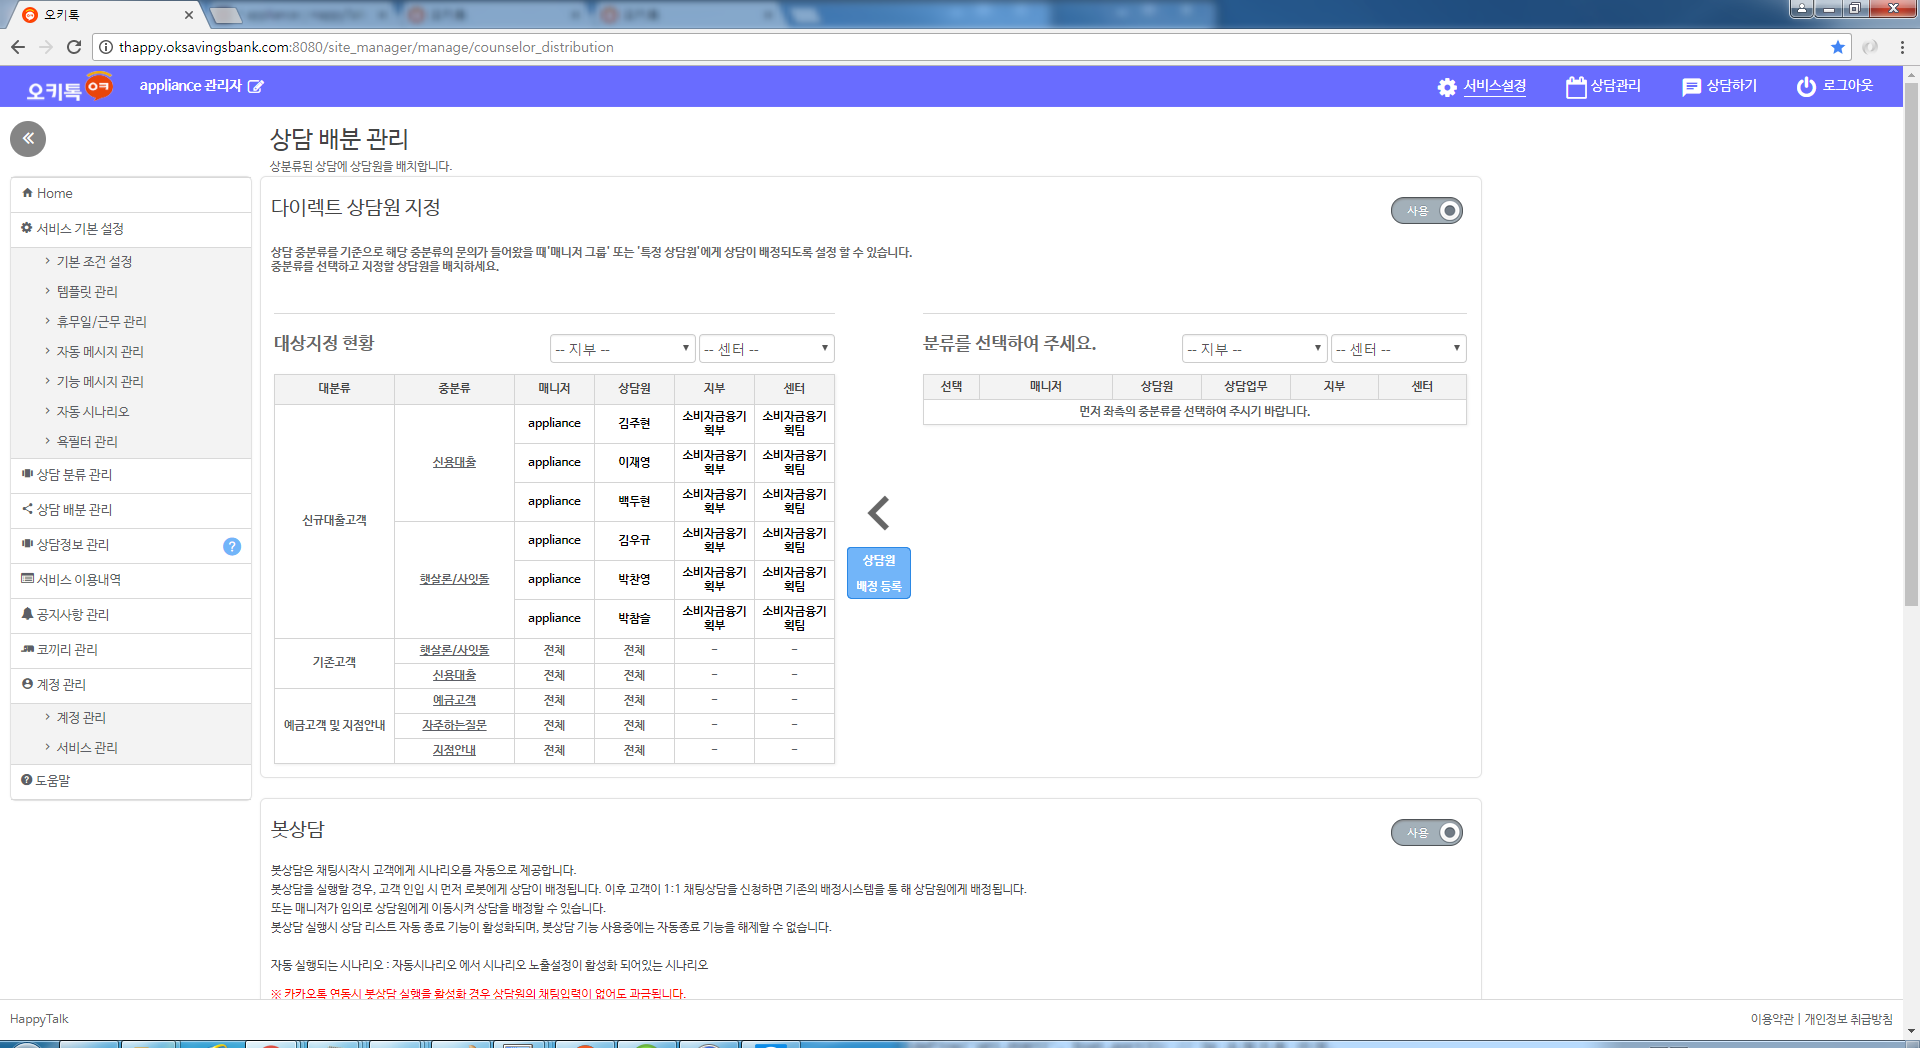 오키톡
thappy.oksavingsbank.com:8080/site_manager/manage/counselor_distribution
오키톡
appliance 관리자
서비스설정
상담관리
상담하기
로그아웃
Home
서비스 기본 설정
기본 조건 설정
템플릿 관리
휴무일/근무 관리
자동 메시지 관리
기능 메시지 관리
자동 시나리오
욕필터 관리
상담 분류 관리
상담 배분 관리
상담정보 관리 ?
서비스 이용내역
공지사항 관리
코끼리 관리
계정 관리
계정 관리
서비스 관리
도움말
상담 배분 관리
상분류된 상담에 상담원을 배치합니다.
다이렉트 상담원 지정
사용
상담 중분류를 기준으로 해당 중분류의 문의가 들어왔을 때'매니저 그룹' 또는 '특정 상담원'에게 상담이 배정되도록 설정 할 수 있습니다.
중분류를 선택하고 지정할 상담원을 배치하세요.
대상지정 현황 -- 지부 -- -- 센터 --
대분류 중분류 매니저 상담원 지부 센터
신규대출고객
신용대출
appliance 김주현 소비자금융기획부 소비자금융기획팀
appliance 이재영 소비자금융기획부 소비자금융기획팀
appliance 백두현 소비자금융기획부 소비자금융기획팀
햇살론/사잇돌
appliance 김우규 소비자금융기획부 소비자금융기획팀
appliance 박찬영 소비자금융기획부 소비자금융기획팀
appliance 박참슬 소비자금융기획부 소비자금융기획팀
기존고객
햇살론/사잇돌 전체 전체 - -
신용대출 전체 전체 - -
예금고객 및 지점안내
예금고객 전체 전체 - -
자주하는질문 전체 전체 - -
지점안내 전체 전체 - -
상담원
배정 등록
분류를 선택하여 주세요. -- 지부 -- -- 센터 --
선택 매니저 상담원 상담업무 지부 센터
먼저 좌측의 중분류를 선택하여 주시기 바랍니다.
봇상담
사용
봇상담은 채팅시작시 고객에게 시나리오를 자동으로 제공합니다.
봇상담을 실행할 경우, 고객 인입 시 먼저 로봇에게 상담이 배정됩니다. 이후 고객이 1:1 채팅상담을 신청하면 기존의 배정시스템을 통 해 상담원에게 배정됩니다.
또는 매니저가 임의로 상담원에게 이동시켜 상담을 배정할 수 있습니다.
봇상담 실행시 상담 리스트 자동 종료 기능이 활성화되며, 봇상담 기능 사용중에는 자동종료 기능을 해제할 수 없습니다.
자동 실행되는 시나리오 : 자동시나리오 에서 시나리오 노출설정이 활성화 되어있는 시나리오
※ 카카오톡 연동시 봇상담 실행을 활성화 경우 상담원의 채팅입력이 없어도 과금됩니다.
HappyTalk
이용약관 | 개인정보 취급방침